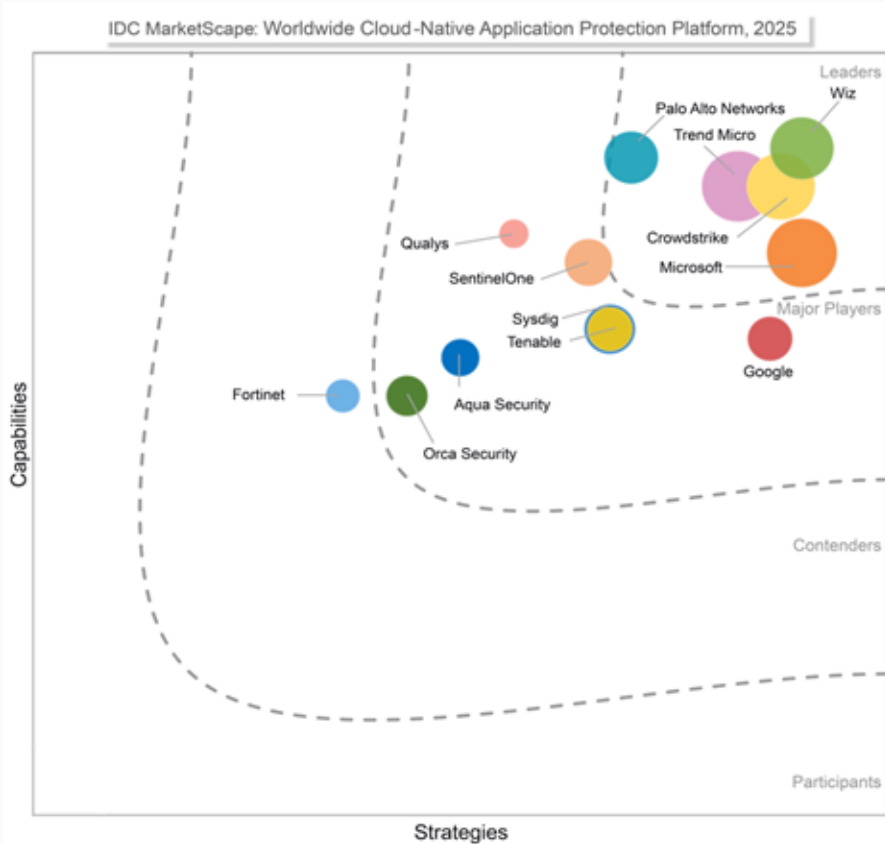 IDC MarketScape: Worldwide Cloud-Native Application Protection Platform, 2025
Leaders
Wiz
Palo Alto Networks
Trend Micro
Qualys
Crowdstrike
SentinelOne
Microsoft
Major Players
Sysdig
Tenable
Google
Fortinet
Aqua Security
Orca Security
Capabilities
Contenders
Participants
Strategies